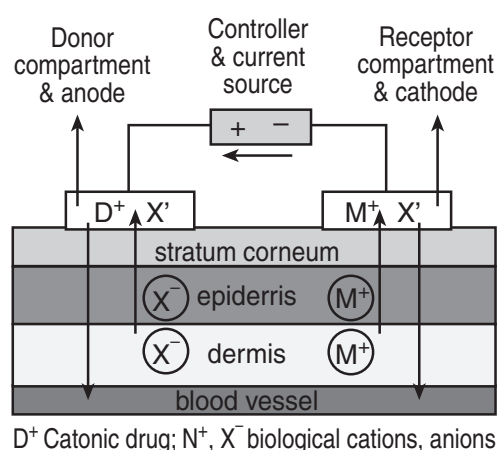 Donor
compartment
& anode
Controller
& current
source
Receptor
compartment
& cathode
+ −
D⁺ X'
M⁺ X'
stratum corneum
X⁻ epiderris M⁺
X⁻ dermis M⁺
blood vessel
D⁺ Catonic drug; N⁺, X⁻ biological cations, anions